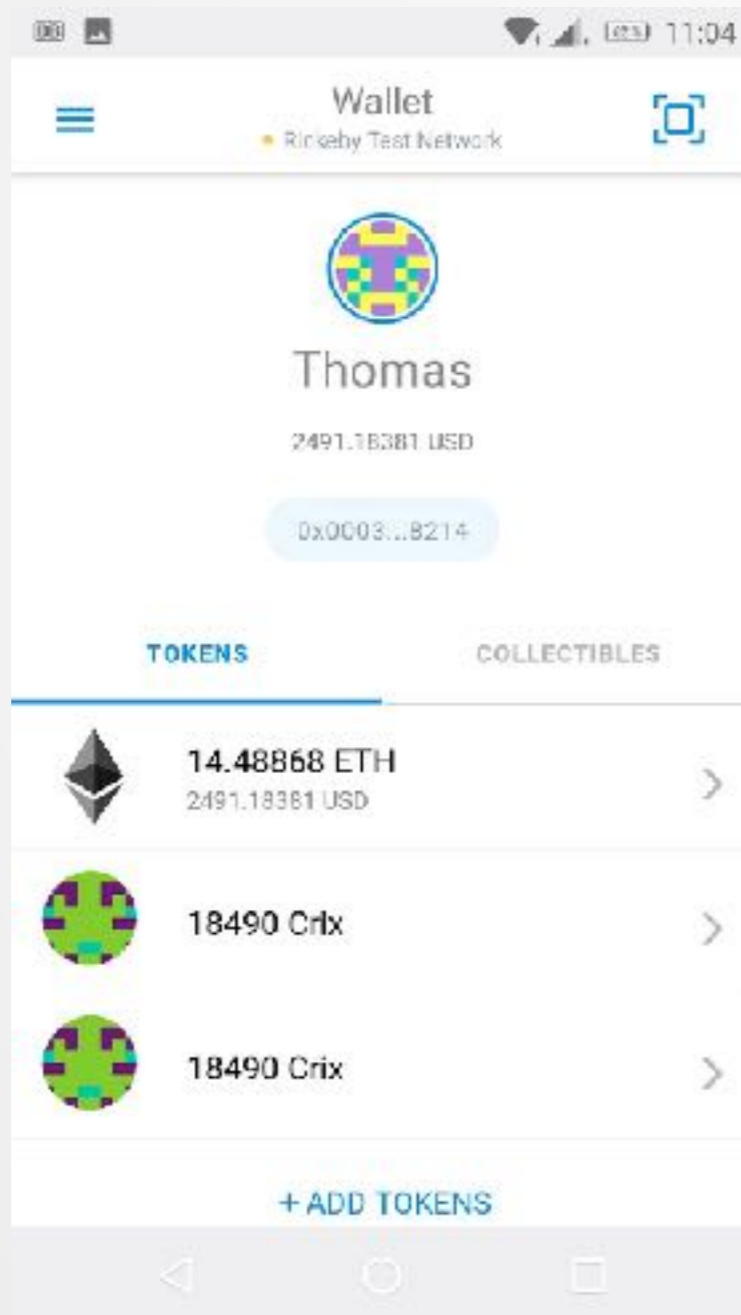 11:04
Wallet
Rinkeby Test Network
Thomas
2491.18381 USD
0x0003...8214
TOKENS
COLLECTIBLES
14.48868 ETH
2491.18381 USD
18490 Crix
18490 Crix
+ ADD TOKENS